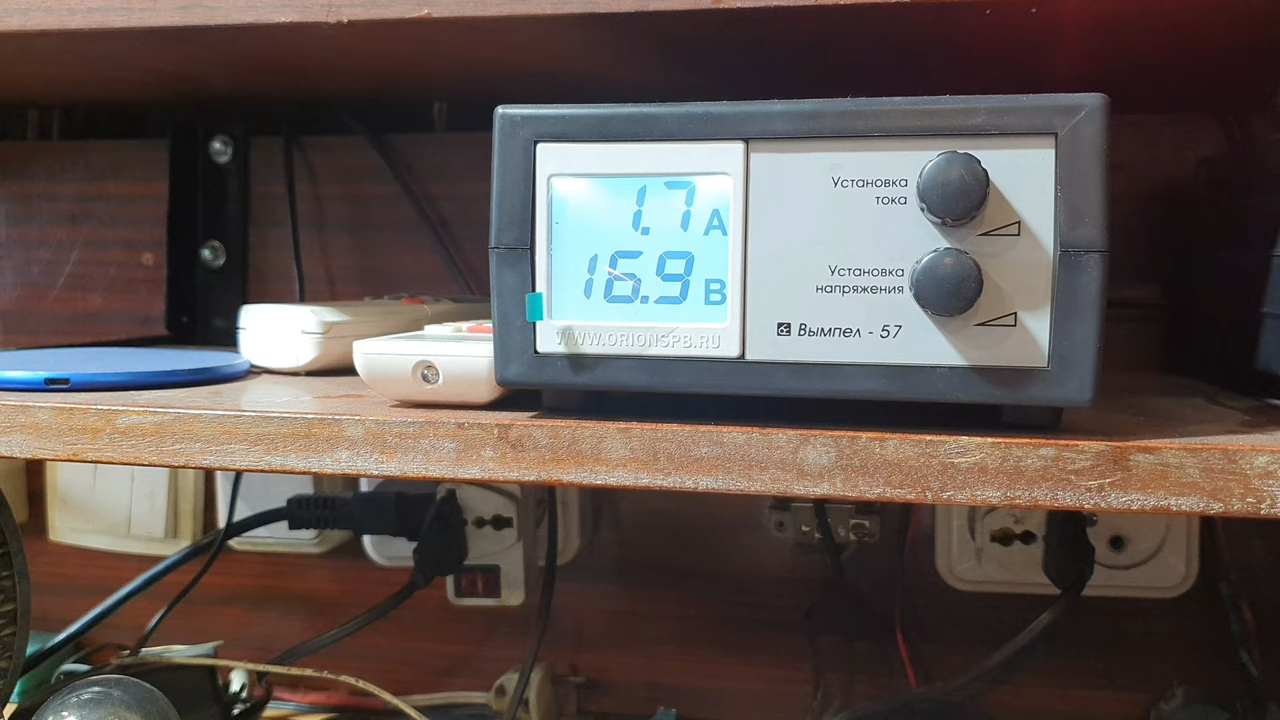 1.7 А
16.9 В
WWW.ORIONSPB.RU
Установка
тока
Установка
напряжения
Вымпел - 57